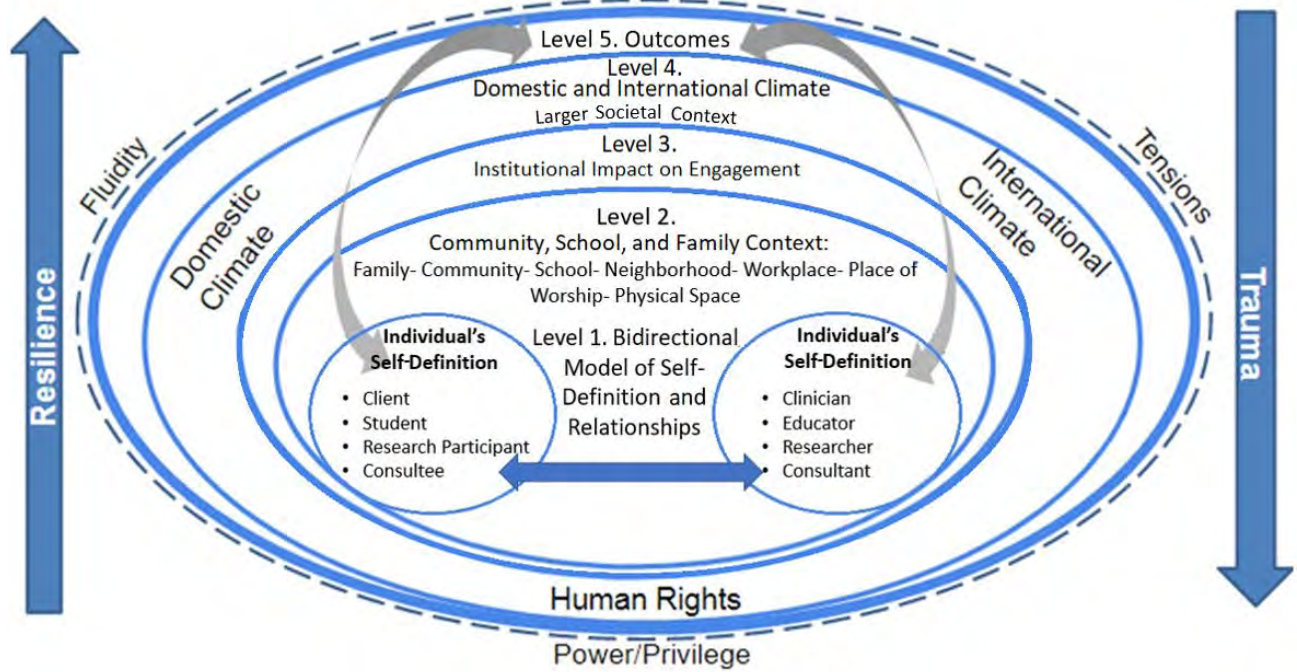 Level 5. Outcomes
Level 4.
Domestic and International Climate
Larger Societal Context
Level 3.
Institutional Impact on Engagement
Level 2.
Community, School, and Family Context:
Family- Community- School- Neighborhood- Workplace- Place of
Worship- Physical Space
Level 1. Bidirectional
Model of Self-
Definition and
Relationships
Individual's
Self-Definition
• Client
• Student
• Research Participant
• Consultee
Individual's
Self-Definition
• Clinician
• Educator
• Researcher
• Consultant
Domestic
Climate
International
Climate
Fluidity
Tensions
Resilience
Trauma
Human Rights
Power/Privilege